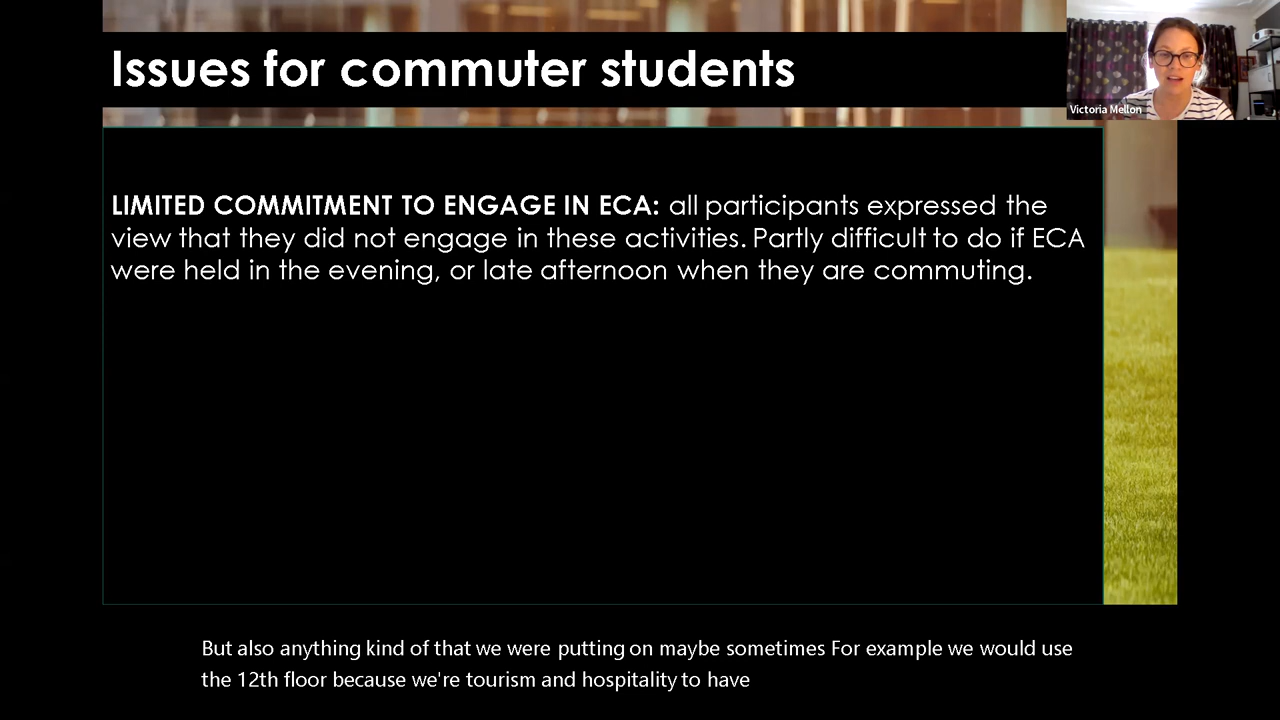 Issues for commuter students
Victoria Mellon
LIMITED COMMITMENT TO ENGAGE IN ECA: all participants expressed the
view that they did not engage in these activities. Partly difficult to do if ECA
were held in the evening, or late afternoon when they are commuting.
But also anything kind of that we were putting on maybe sometimes For example we would use
the 12th floor because we're tourism and hospitality to have